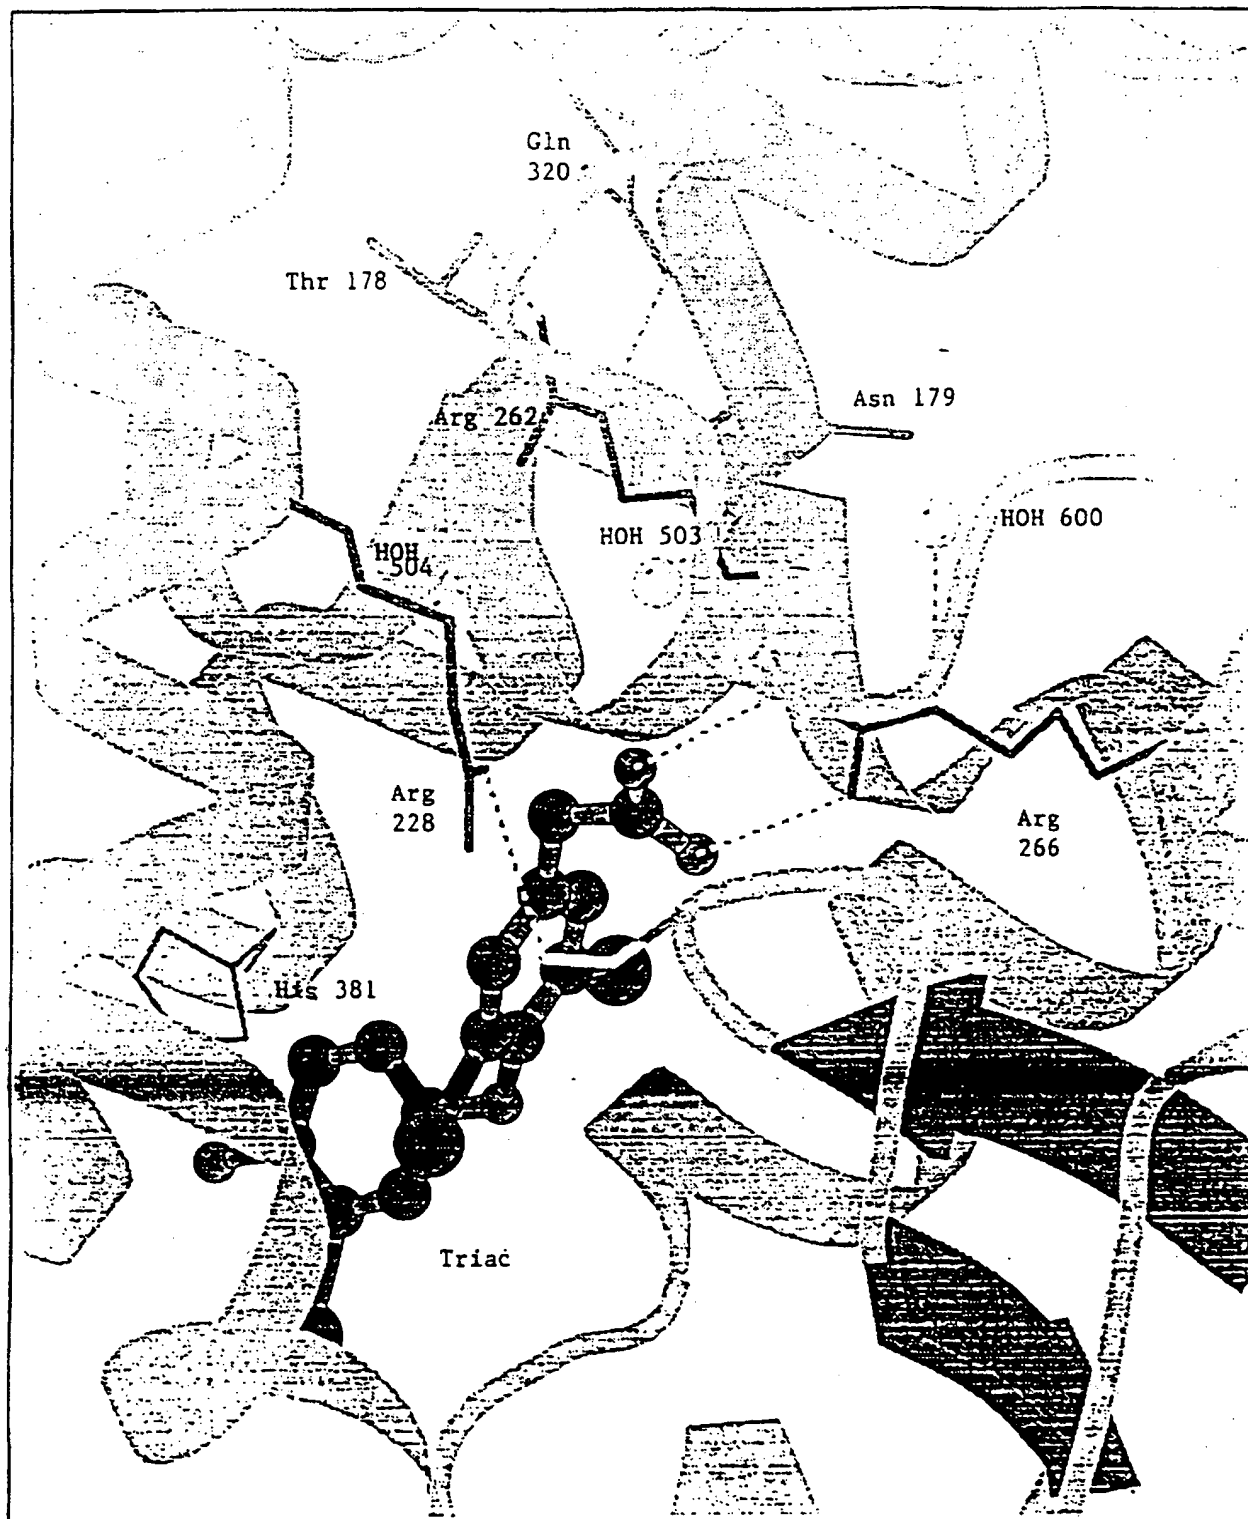 Gln
320
Thr 178
Asn 179
Arg 262
HOH 503
HOH 600
HOH
504
Arg
228
Arg
266
His 381
Triac